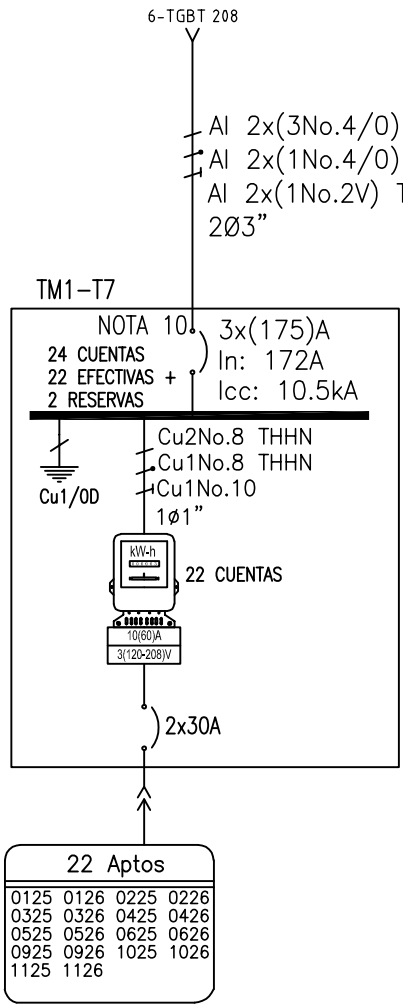 6-TGBT 208
Al 2x(3No.4/0)
Al 2x(1No.4/0)
Al 2x(1No.2V) T
2Ø3"
TM1-T7
NOTA 10
3x(175)A
In: 172A
Icc: 10.5kA
24 CUENTAS
22 EFECTIVAS +
2 RESERVAS
Cu1/0D
Cu2No.8 THHN
Cu1No.8 THHN
Cu1No.10
1ø1"
kW-h
22 CUENTAS
10(60)A
3(120-208)V
2x30A
22 Aptos
0125 0126 0225 0226
0325 0326 0425 0426
0525 0526 0625 0626
0925 0926 1025 1026
1125 1126